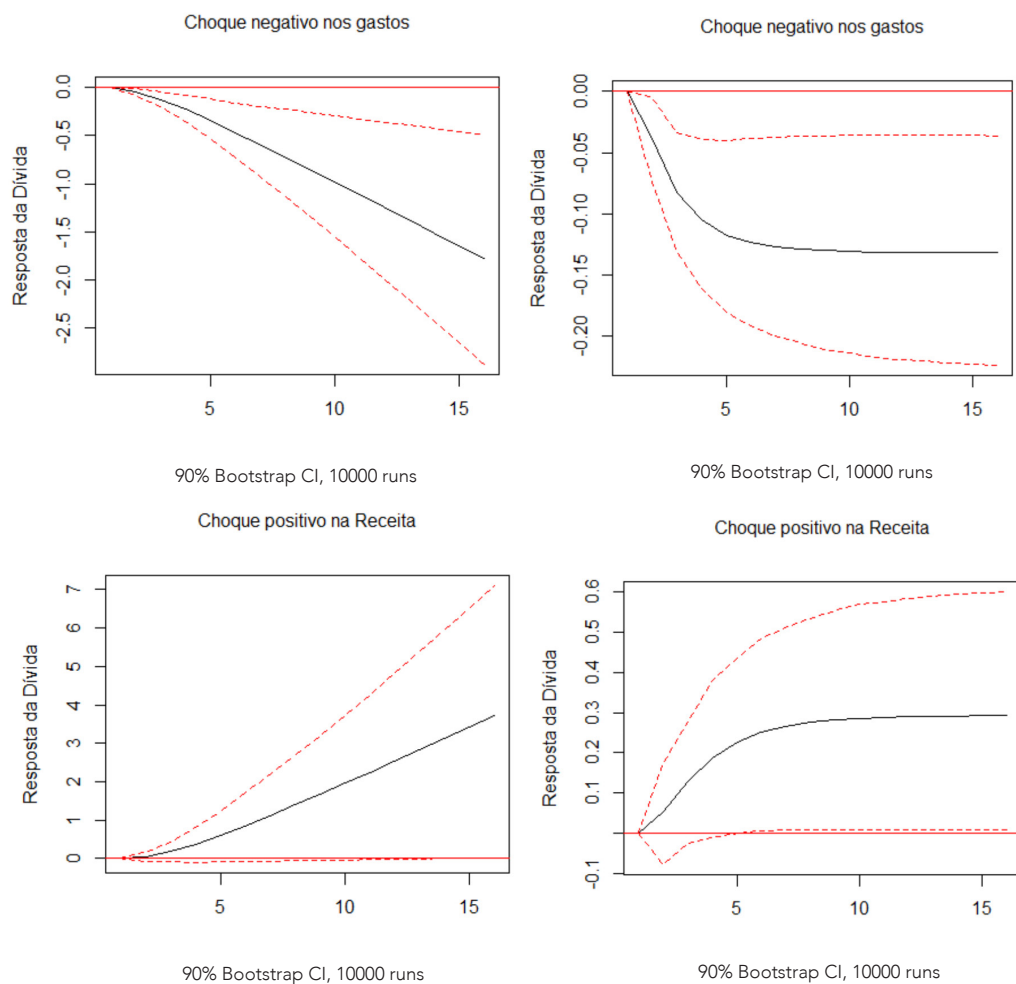 Choque negativo nos gastos
Resposta da Dívida
0.0
-0.5
-1.0
-1.5
-2.0
-2.5
5 10 15
90% Bootstrap CI, 10000 runs
Choque negativo nos gastos
Resposta da Dívida
0.00
-0.05
-0.10
-0.15
-0.20
5 10 15
90% Bootstrap CI, 10000 runs
Choque positivo na Receita
Resposta da Dívida
7
6
5
4
3
2
1
0
5 10 15
90% Bootstrap CI, 10000 runs
Choque positivo na Receita
Resposta da Dívida
0.6
0.5
0.4
0.3
0.2
0.1
-0.1
5 10 15
90% Bootstrap CI, 10000 runs